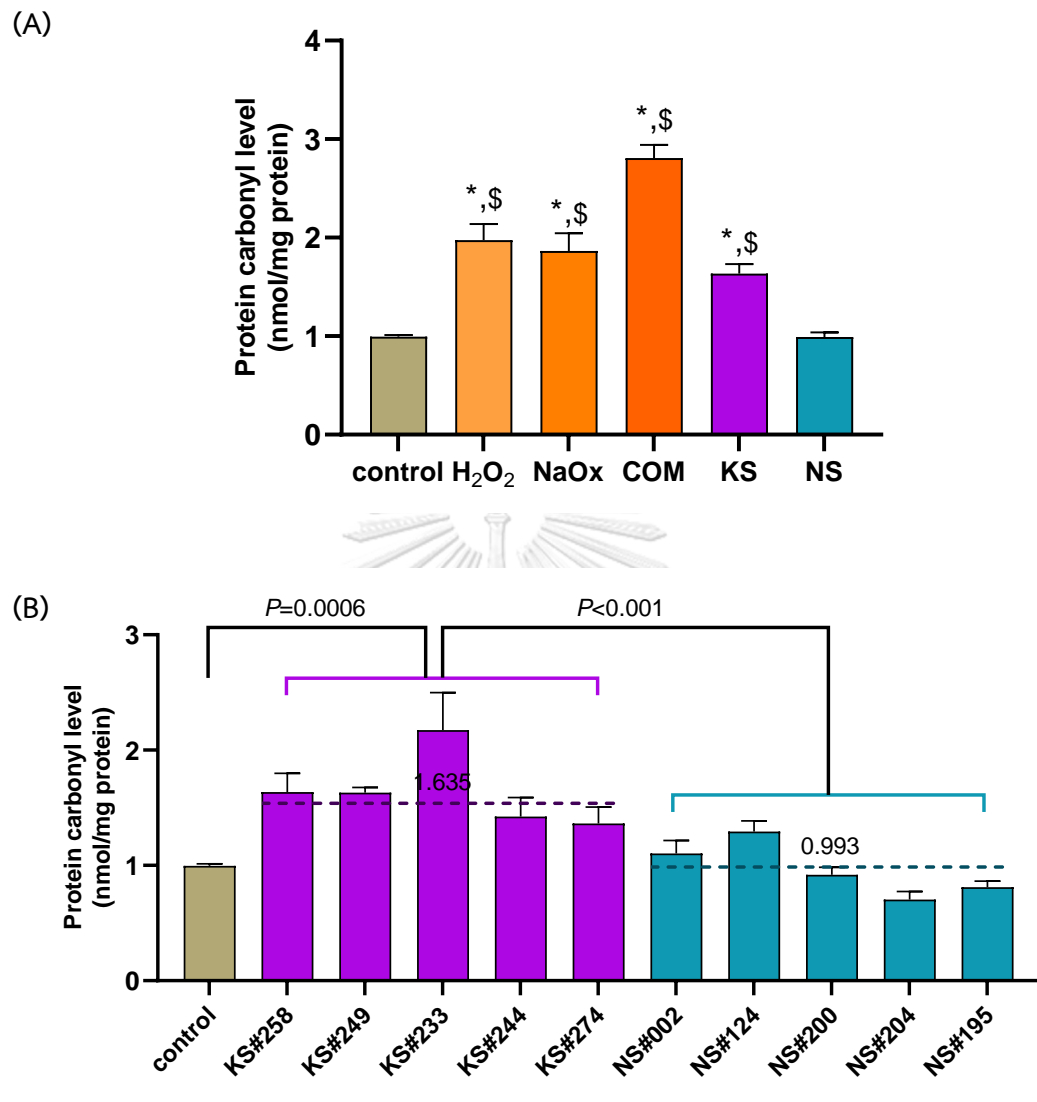 (A)
4
3
2
1
0
Protein carbonyl level
(nmol/mg protein)
*,$
*,$
*,$
*,$
control H₂O₂ NaOx COM KS NS
(B)
P=0.0006 P<0.001
3
2
1
0
Protein carbonyl level
(nmol/mg protein)
1.635
0.993
control
KS#258
KS#249
KS#233
KS#244
KS#274
NS#002
NS#124
NS#200
NS#204
NS#195